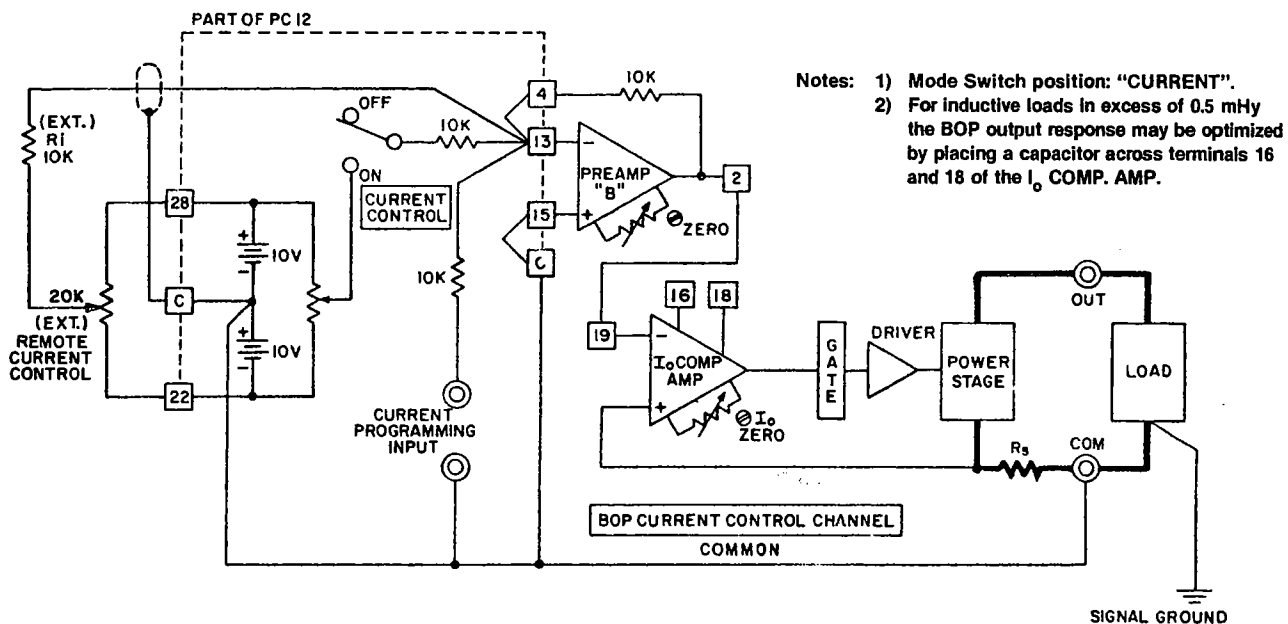 PART OF PC 12
(EXT.)
Ri
10K
OFF
10K
ON
CURRENT
CONTROL
28
+
-
10V
C
20K
(EXT.)
REMOTE
CURRENT
CONTROL
+
-
10V
22
4
10K
13
-
PREAMP
"B"
+
15
C
ZERO
2
10K
CURRENT
PROGRAMMING
INPUT
16
18
19
-
Io COMP
AMP
+
Io
ZERO
GATE
DRIVER
POWER
STAGE
OUT
LOAD
Rs
COM
BOP CURRENT CONTROL CHANNEL
COMMON
SIGNAL GROUND
Notes: 1) Mode Switch position: “CURRENT”.
2) For inductive loads in excess of 0.5 mHy
the BOP output response may be optimized
by placing a capacitor across terminals 16
and 18 of the Io COMP. AMP.